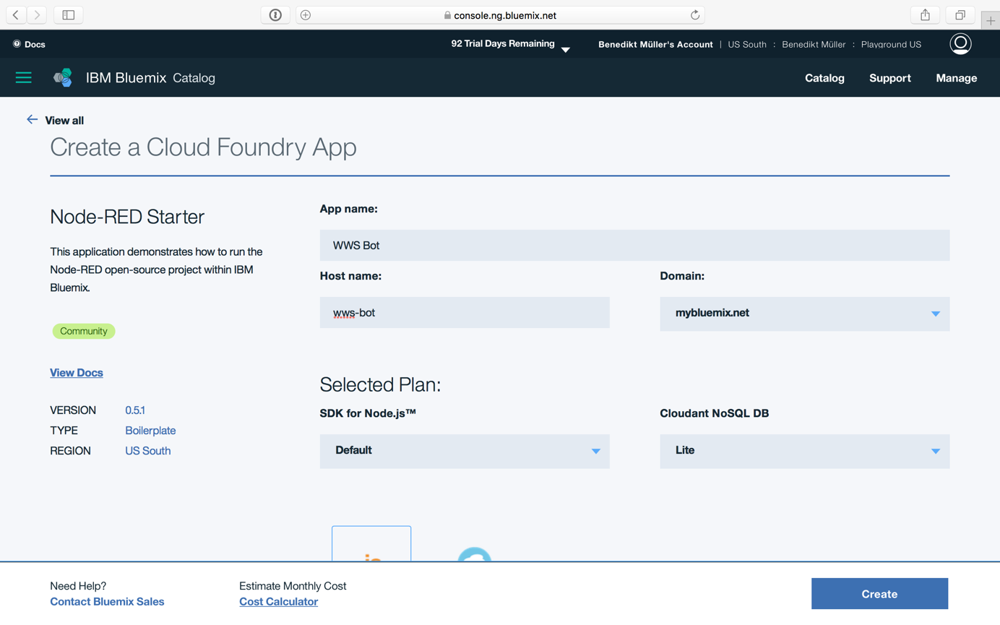 console.ng.bluemix.net
Docs
92 Trial Days Remaining
Benedikt Müller's Account | US South : Benedikt Müller : Playground US
IBM Bluemix Catalog
Catalog
Support
Manage
View all
Create a Cloud Foundry App
Node-RED Starter
This application demonstrates how to run the
Node-RED open-source project within IBM
Bluemix.
Community
View Docs
VERSION 0.5.1
TYPE Boilerplate
REGION US South
App name:
WWS Bot
Host name:
wws-bot
Domain:
mybluemix.net
Selected Plan:
SDK for Node.js™
Default
Cloudant NoSQL DB
Lite
Need Help?
Contact Bluemix Sales
Estimate Monthly Cost
Cost Calculator
Create